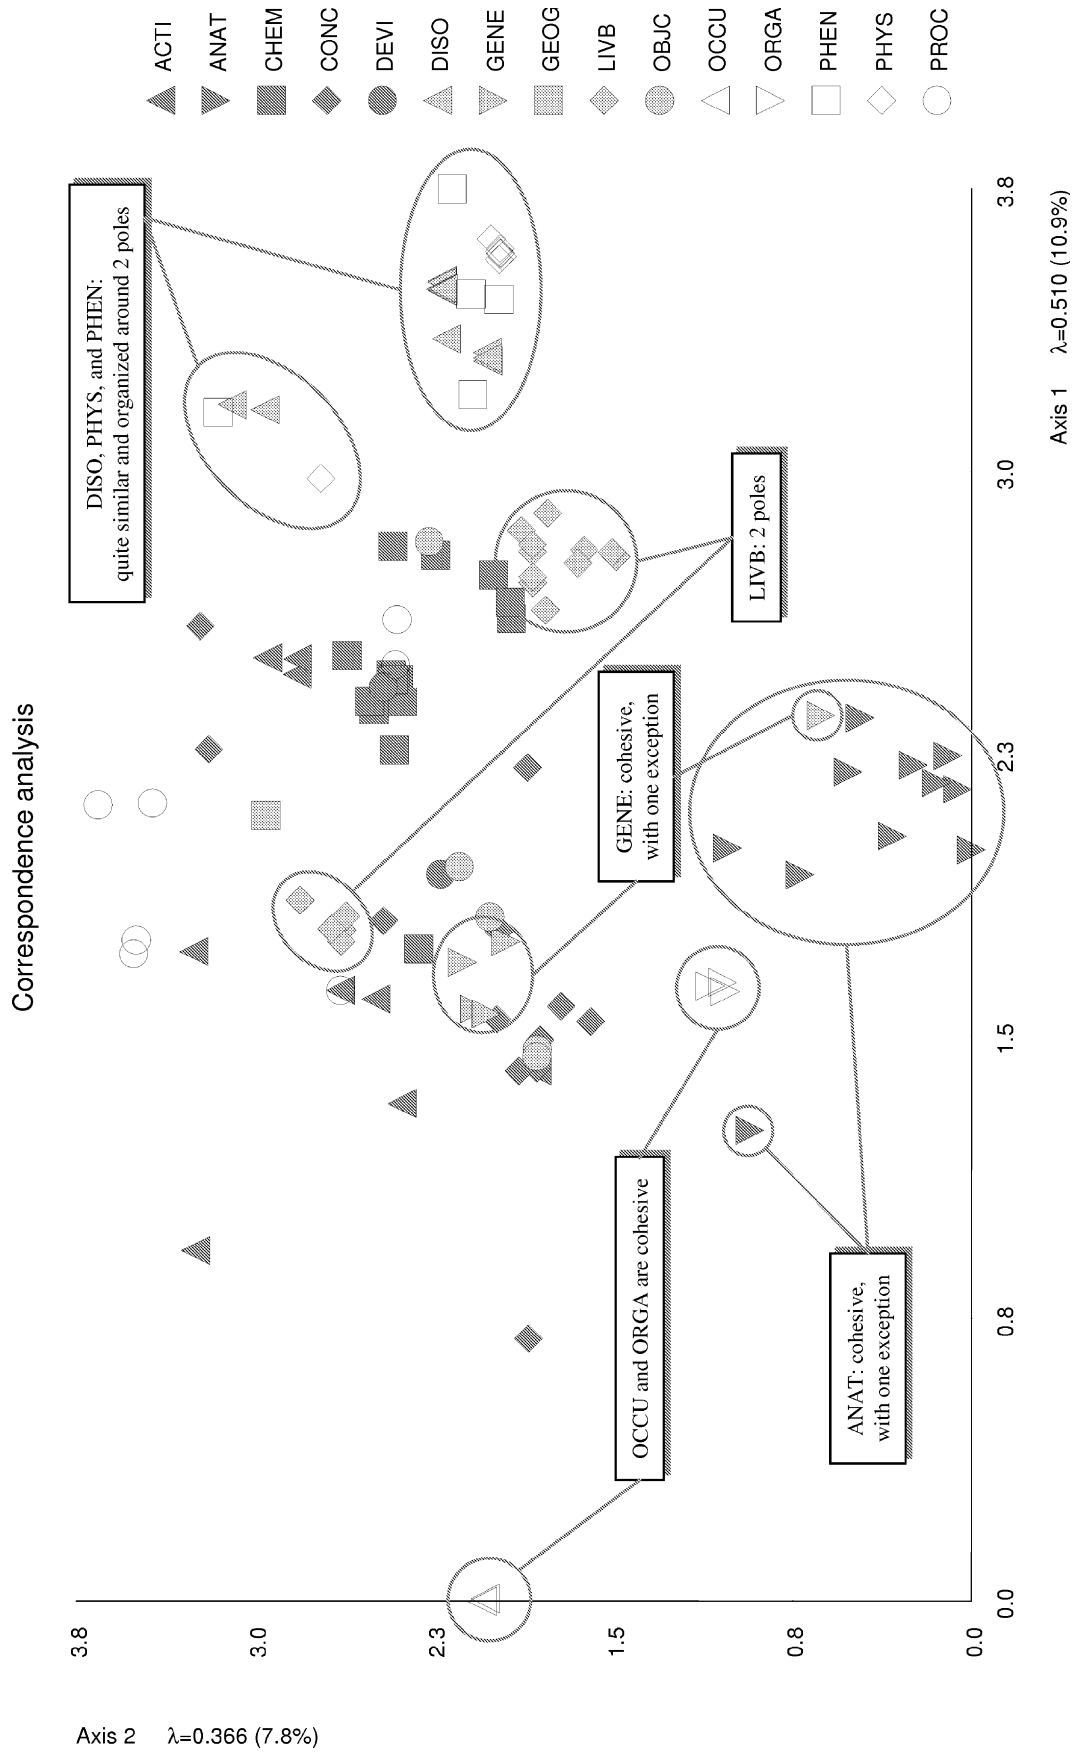 Correspondence analysis
Axis 2 λ=0.366 (7.8%)
3.8
3.0
2.3
1.5
0.8
0.0
0.0
0.8
1.5
2.3
3.0
3.8
Axis 1 λ=0.510 (10.9%)
DISO, PHYS, and PHEN:
quite similar and organized around 2 poles
LIVB: 2 poles
GENE: cohesive,
with one exception
OCCU and ORGA are cohesive
ANAT: cohesive,
with one exception
ACTI
ANAT
CHEM
CONC
DEVI
DISO
GENE
GEOG
LIVB
OBJC
OCCU
ORGA
PHEN
PHYS
PROC